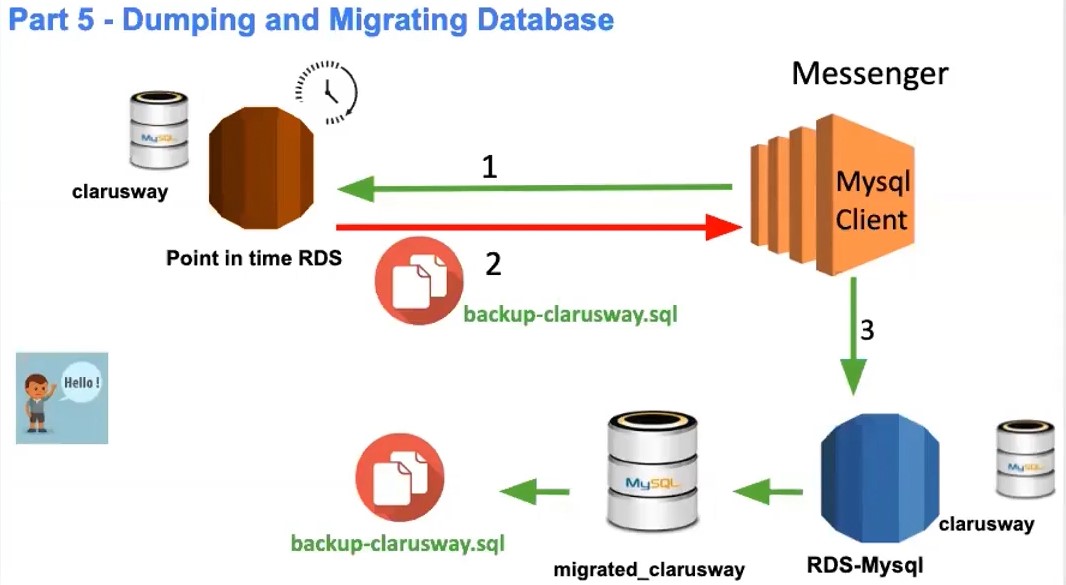 Part 5 - Dumping and Migrating Database
Messenger
MySQL
clarusway
Point in time RDS
1
2
backup-clarusway.sql
Mysql
Client
3
Hello !
backup-clarusway.sql
MySQL
migrated_clarusway
RDS-Mysql
MySQL
clarusway